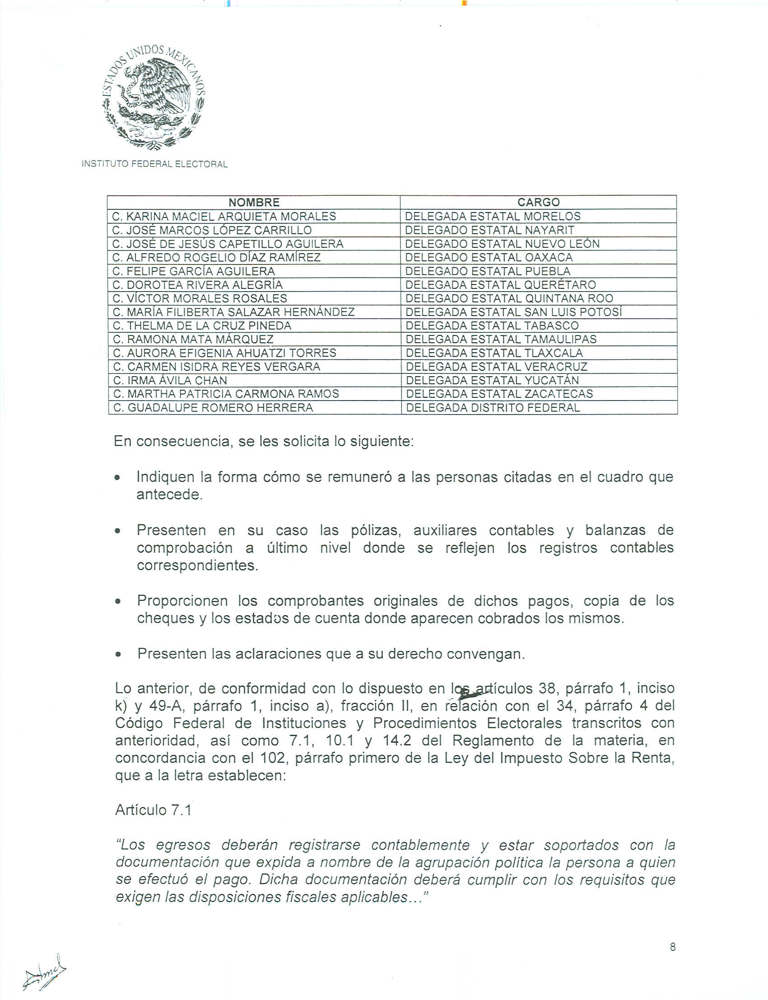 ESTADOS UNIDOS MEXICANOS
INSTITUTO FEDERAL ELECTORAL
NOMBRE CARGO
C. KARINA MACIEL ARQUIETA MORALES DELEGADA ESTATAL MORELOS
C. JOSÉ MARCOS LÓPEZ CARRILLO DELEGADO ESTATAL NAYARIT
C. JOSÉ DE JESÚS CAPETILLO AGUILERA DELEGADO ESTATAL NUEVO LEÓN
C. ALFREDO ROGELIO DÍAZ RAMÍREZ DELEGADO ESTATAL OAXACA
C. FELIPE GARCÍA AGUILERA DELEGADO ESTATAL PUEBLA
C. DOROTEA RIVERA ALEGRÍA DELEGADA ESTATAL QUERÉTARO
C. VÍCTOR MORALES ROSALES DELEGADO ESTATAL QUINTANA ROO
C. MARÍA FILIBERTA SALAZAR HERNÁNDEZ DELEGADA ESTATAL SAN LUIS POTOSÍ
C. THELMA DE LA CRUZ PINEDA DELEGADA ESTATAL TABASCO
C. RAMONA MATA MÁRQUEZ DELEGADA ESTATAL TAMAULIPAS
C. AURORA EFIGENIA AHUATZI TORRES DELEGADA ESTATAL TLAXCALA
C. CARMEN ISIDRA REYES VERGARA DELEGADA ESTATAL VERACRUZ
C. IRMA ÁVILA CHAN DELEGADA ESTATAL YUCATÁN
C. MARTHA PATRICIA CARMONA RAMOS DELEGADA ESTATAL ZACATECAS
C. GUADALUPE ROMERO HERRERA DELEGADA DISTRITO FEDERAL
En consecuencia, se les solicita lo siguiente:
• Indiquen la forma cómo se remuneró a las personas citadas en el cuadro que
antecede.
• Presenten en su caso las pólizas, auxiliares contables y balanzas de
comprobación a último nivel donde se reflejen los registros contables
correspondientes.
• Proporcionen los comprobantes originales de dichos pagos, copia de los
cheques y los estados de cuenta donde aparecen cobrados los mismos.
• Presenten las aclaraciones que a su derecho convengan.
Lo anterior, de conformidad con lo dispuesto en los artículos 38, párrafo 1, inciso
k) y 49-A, párrafo 1, inciso a), fracción II, en relación con el 34, párrafo 4 del
Código Federal de Instituciones y Procedimientos Electorales transcritos con
anterioridad, así como 7.1, 10.1 y 14.2 del Reglamento de la materia, en
concordancia con el 102, párrafo primero de la Ley del Impuesto Sobre la Renta,
que a la letra establecen:
Artículo 7.1
“Los egresos deberán registrarse contablemente y estar soportados con la
documentación que expida a nombre de la agrupación política la persona a quien
se efectuó el pago. Dicha documentación deberá cumplir con los requisitos que
exigen las disposiciones fiscales aplicables...”
8